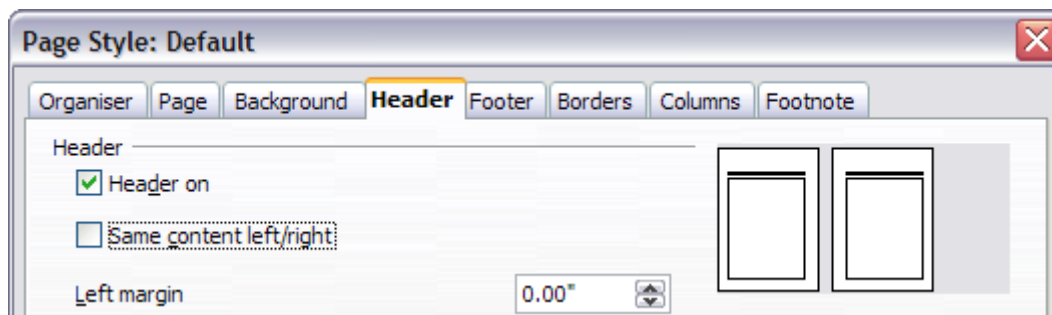 Page Style: Default
Organiser Page Background Header Footer Borders Columns Footnote
Header
Header on
Same content left/right
Left margin 0.00"